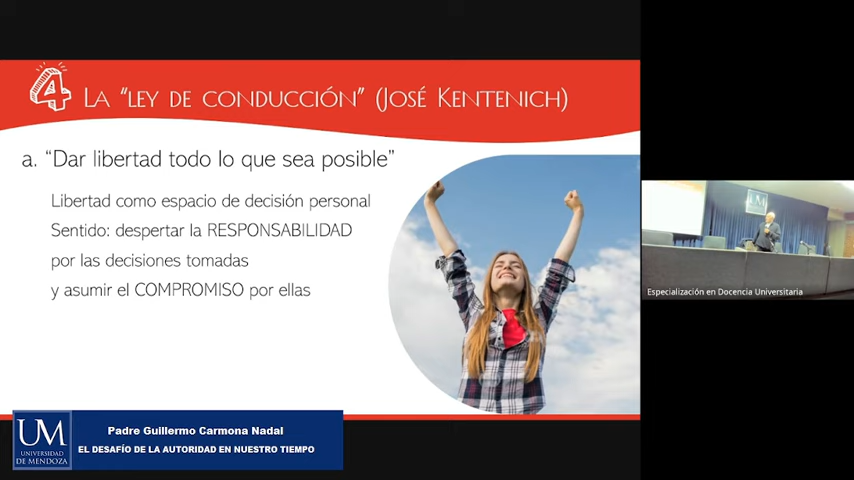 4 LA “LEY DE CONDUCCIÓN” (JOSÉ KENTENICH)
a. “Dar libertad todo lo que sea posible”
Libertad como espacio de decisión personal
Sentido: despertar la RESPONSABILIDAD
por las decisiones tomadas
y asumir el COMPROMISO por ellas
UM
Especialización en Docencia Universitaria
UM
UNIVERSIDAD
DE MENDOZA
Padre Guillermo Carmona Nadal
EL DESAFÍO DE LA AUTORIDAD EN NUESTRO TIEMPO